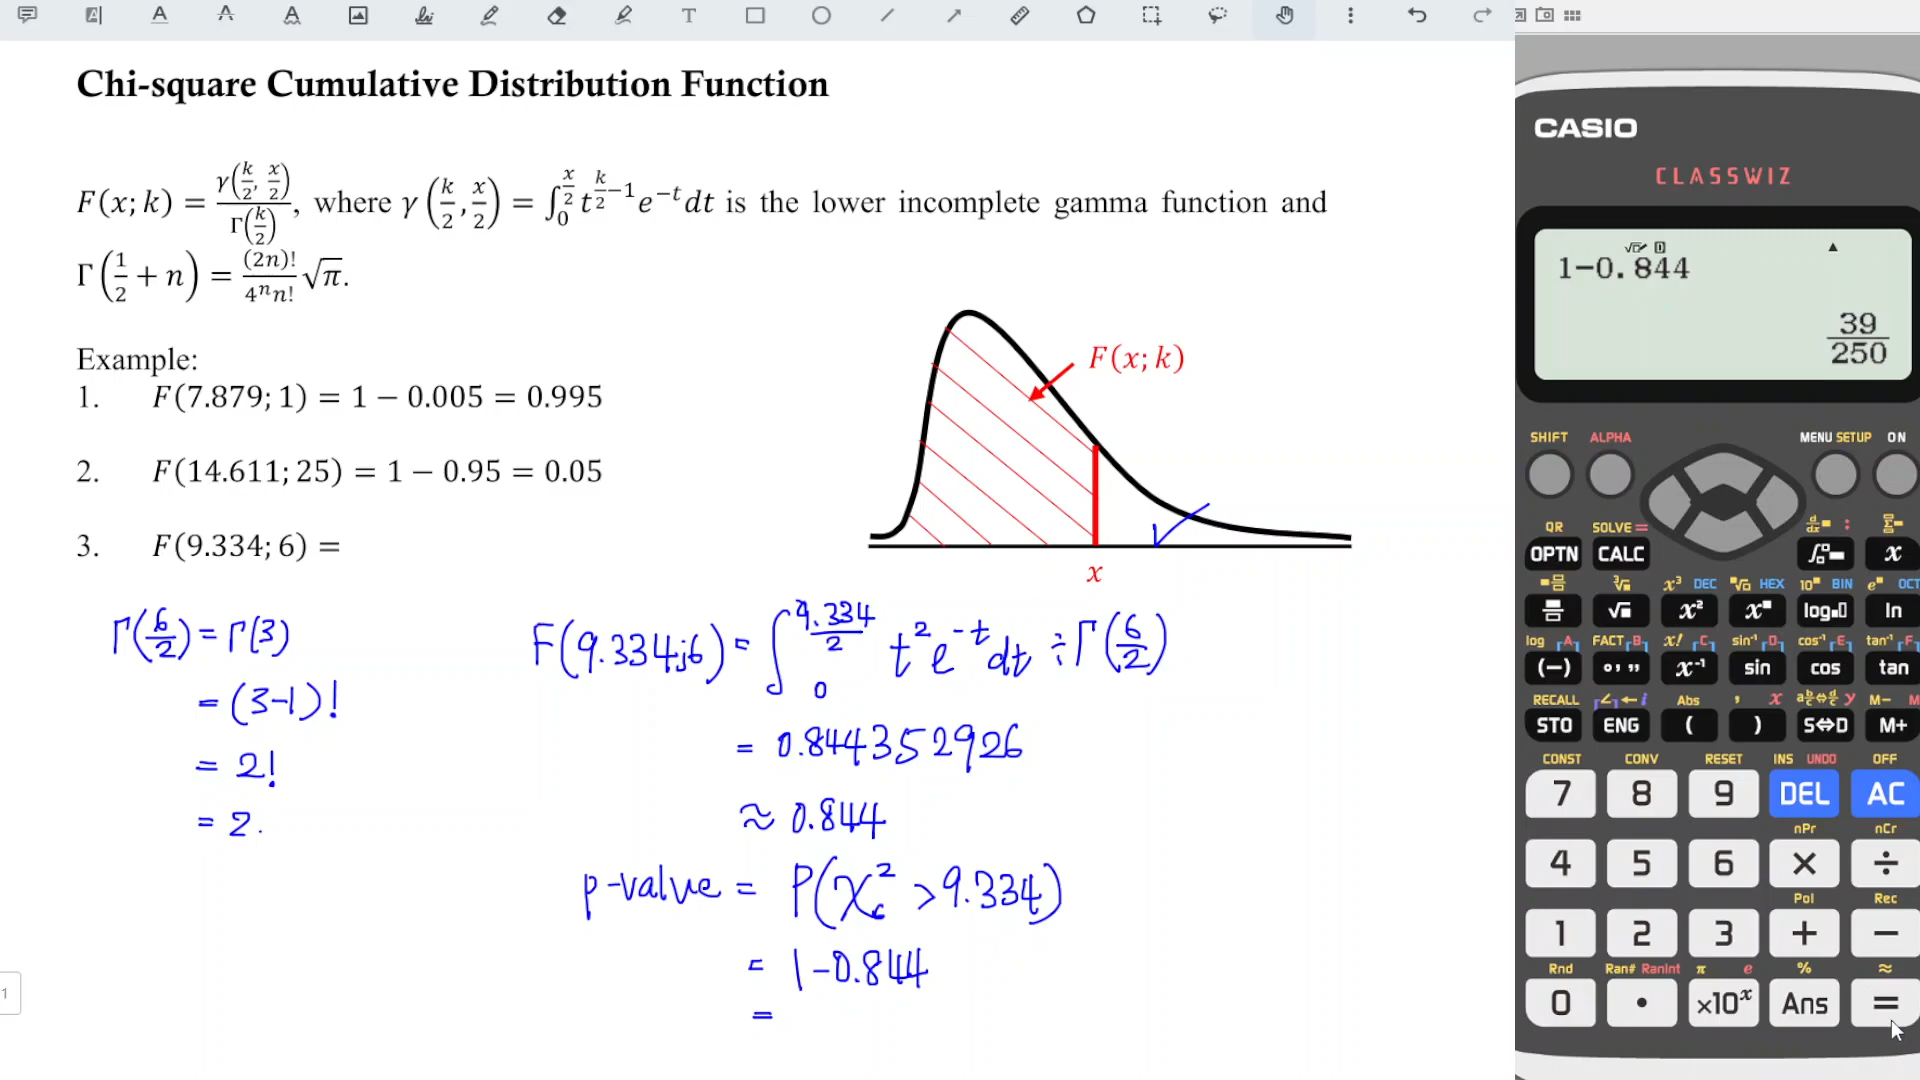 Chi-square Cumulative Distribution Function
F(x; k) = γ(k/2, x/2) / Γ(k/2), where γ(k/2, x/2) = ∫₀^(x/2) t^(k/2−1) e^(−t) dt is the lower incomplete gamma function and
Γ(1/2 + n) = (2n)! / (4ⁿ n!) √π.
Example:
1. F(7.879; 1) = 1 − 0.005 = 0.995
2. F(14.611; 25) = 1 − 0.95 = 0.05
3. F(9.334; 6) =
F(x; k)
x
Γ(6/2) = Γ(3)
= (3-1)!
= 2!
= 2.
F(9.334;6) = ∫₀^(9.334/2) t² e^(-t) dt ÷ Γ(6/2)
= 0.844352926
≈ 0.844
p-value = P(χ²₆ > 9.334)
= 1-0.844
=
1
T
CASIO
CLASSWIZ
1−0.844
39/250
SHIFT ALPHA MENU SETUP ON
QR SOLVE =
OPTN CALC x
x³ DEC HEX 10 BIN e OCT
x² log ln
log A FACT B x! C sin⁻¹ D cos⁻¹ E tan⁻¹ F
(−) x⁻¹ sin cos tan
RECALL ∠ ← i Abs , x y M− M
STO ENG ( ) S⇔D M+
CONST CONV RESET INS UNDO OFF
7 8 9 DEL AC
nPr nCr
4 5 6 × ÷
Pol Rec
1 2 3 + −
Rnd Ran# RanInt π e % ≈
0 • ×10ˣ Ans =